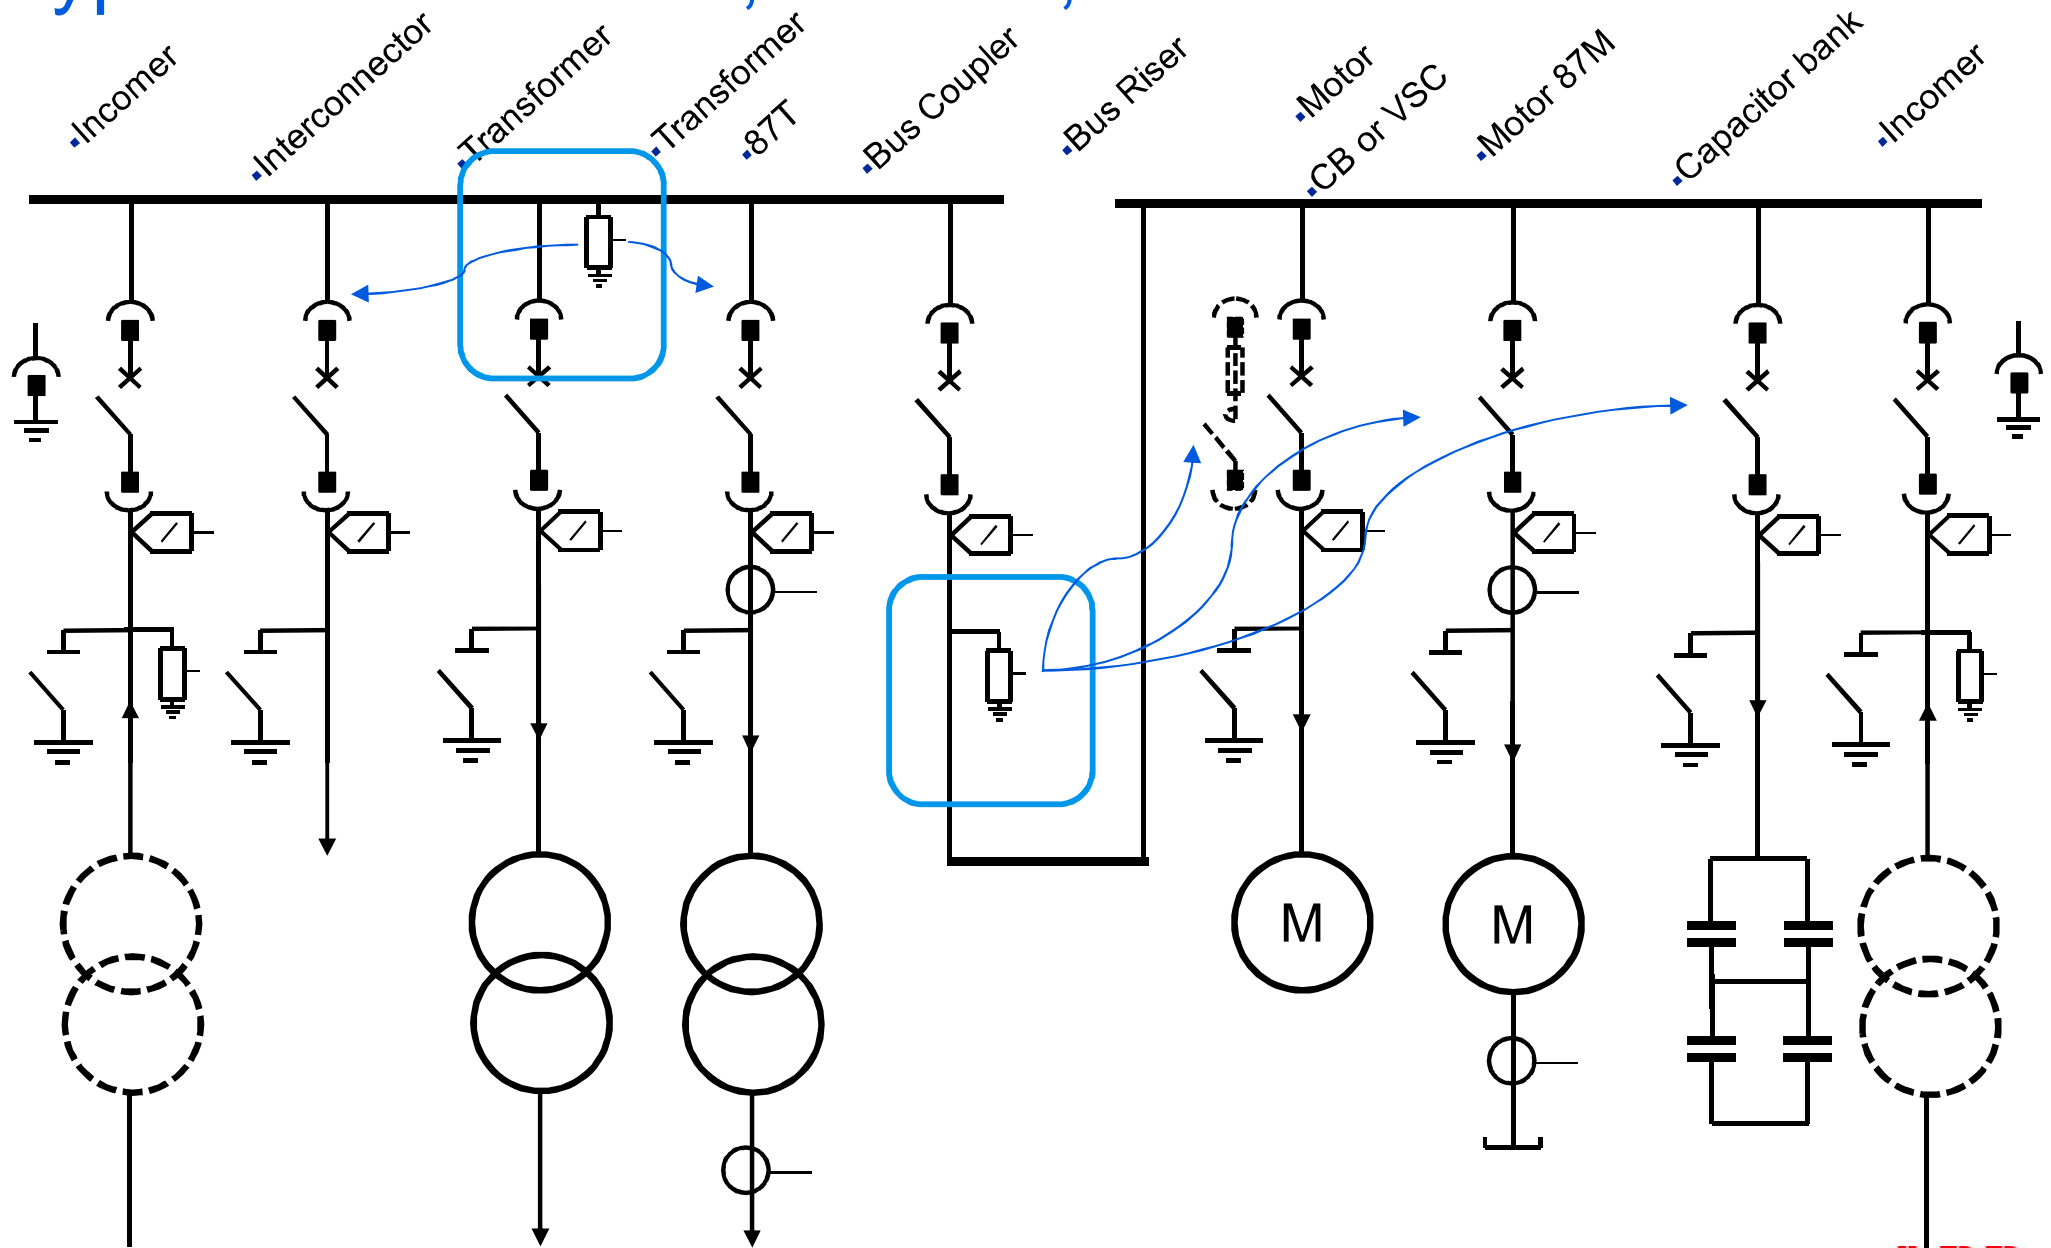 Incomer
Interconnector
Transformer
Transformer
87T
Bus Coupler
Bus Riser
Motor
CB or VSC
Motor 87M
Capacitor bank
Incomer
M
M